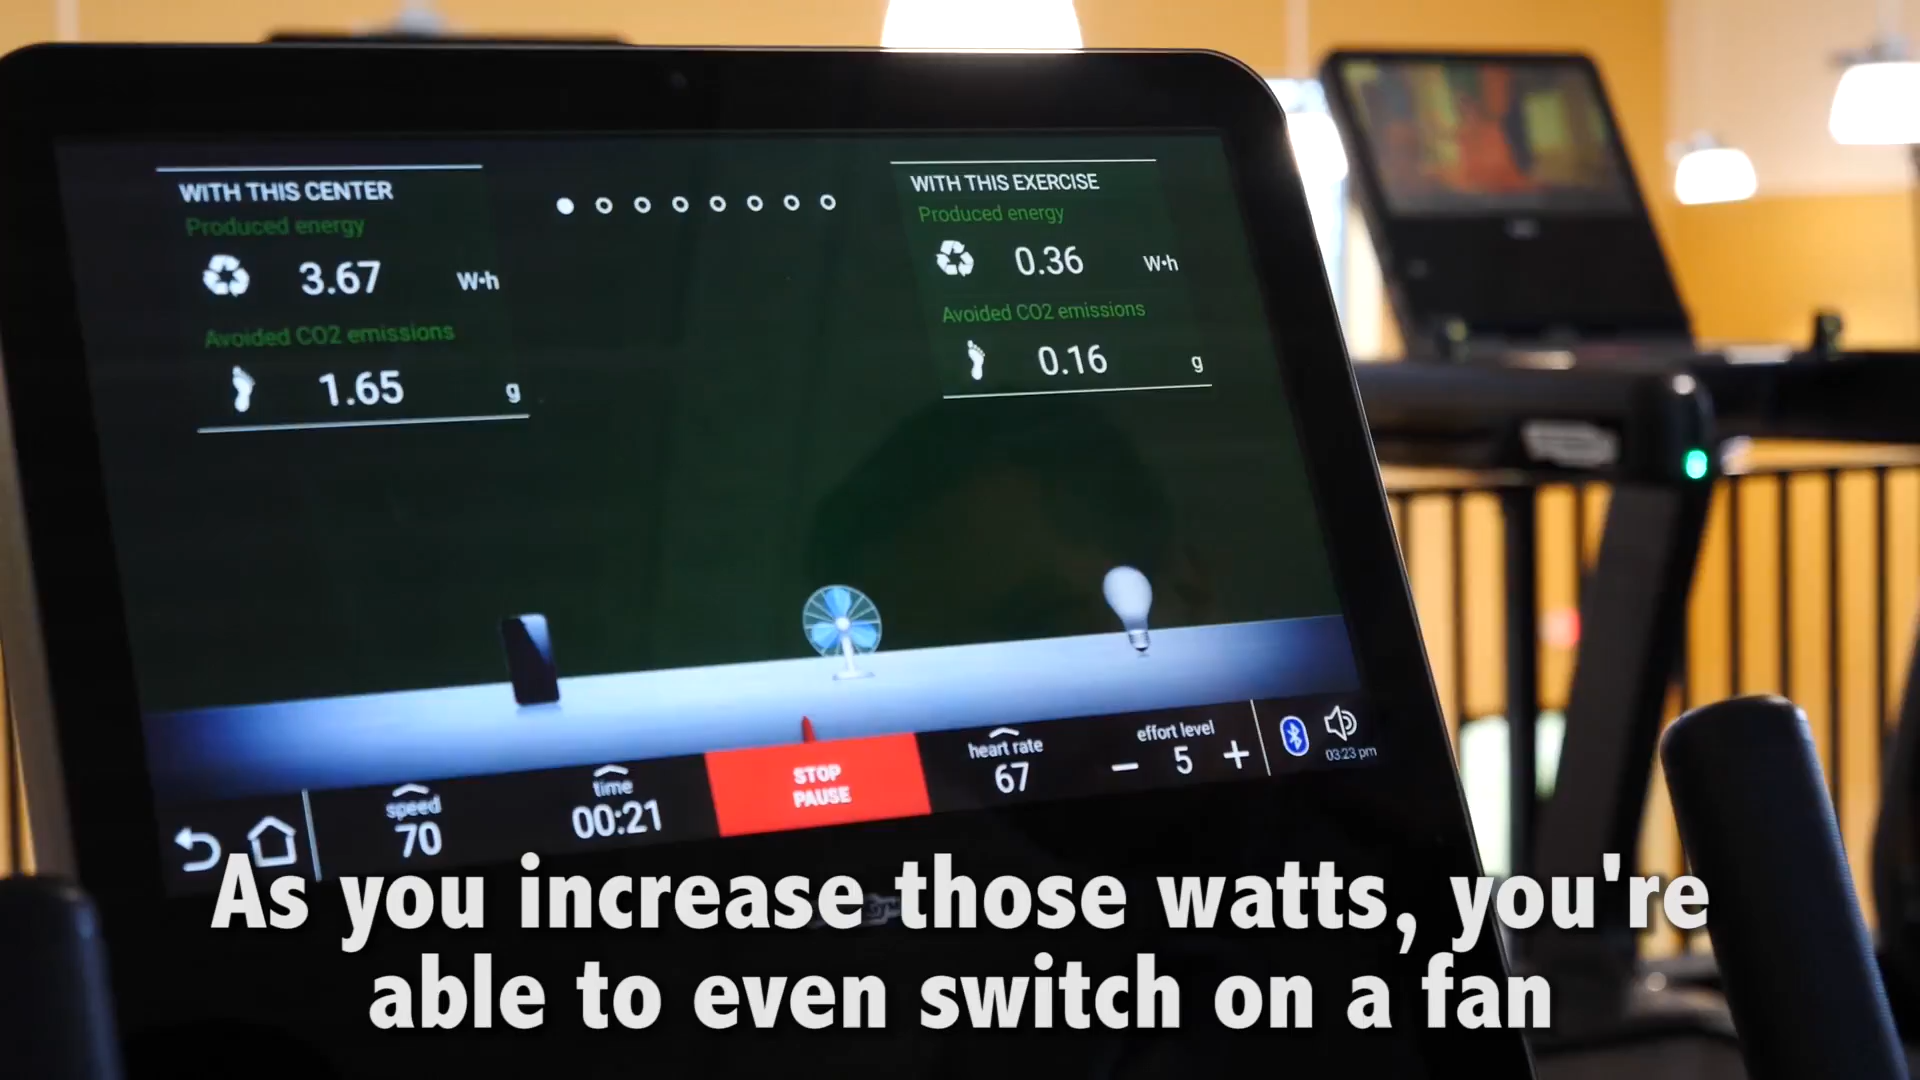 WITH THIS CENTER
Produced energy
3.67 W·h
Avoided CO2 emissions
1.65 g
WITH THIS EXERCISE
Produced energy
0.36 W·h
Avoided CO2 emissions
0.16 g
speed
70
time
00:21
STOP
PAUSE
heart rate
67
effort level
− 5 +
03:23 pm
As you increase those watts, you're
able to even switch on a fan